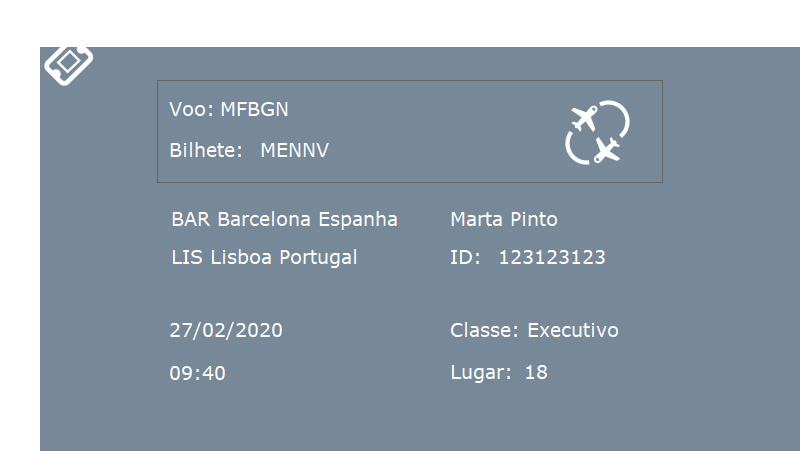 Voo: MFBGN
Bilhete: MENNV
BAR Barcelona Espanha
LIS Lisboa Portugal
Marta Pinto
ID: 123123123
27/02/2020
09:40
Classe: Executivo
Lugar: 18